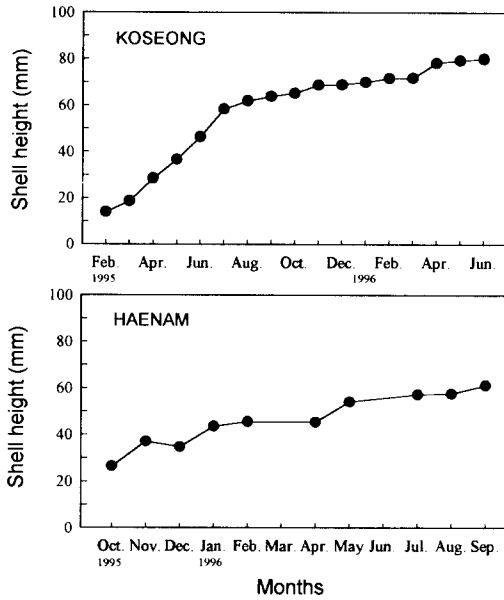 100
KOSEONG
80
60
40
20
0
Shell height (mm)
Feb. Apr. Jun. Aug. Oct. Dec. Feb. Apr. Jun.
1995 1996
100
HAENAM
80
60
40
20
0
Shell height (mm)
Oct. Nov. Dec. Jan. Feb. Mar. Apr. May Jun. Jul. Aug. Sep.
1995 1996
Months